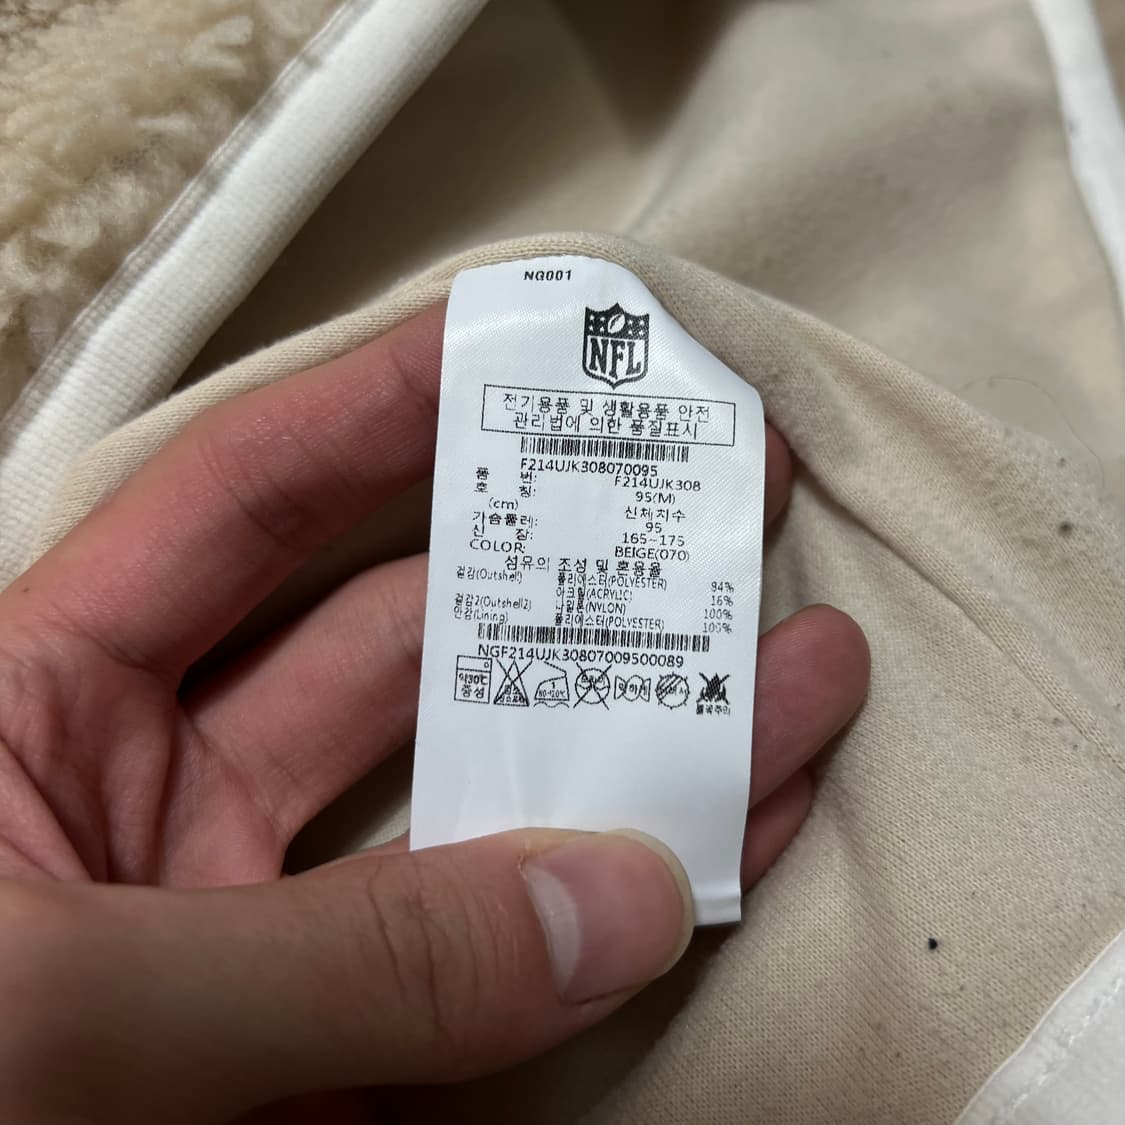 NG001
NFL
전기용품 및 생활용품 안전
관리법에 의한 품질표시
F214UJK308070095
품 번: F214UJK308
호 칭: 95(M)
(cm) 신체치수
가슴둘레: 95
신 장: 165~175
COLOR: BEIGE(070)
섬유의 조성 및 혼용율
겉감(Outshell) 폴리에스터(POLYESTER) 84%
아크릴(ACRYLIC) 16%
겉감2(Outshell2) 나일론(NYLON) 100%
안감(Lining) 폴리에스터(POLYESTER) 100%
NGF214UJK30807009500089
약30℃
중성